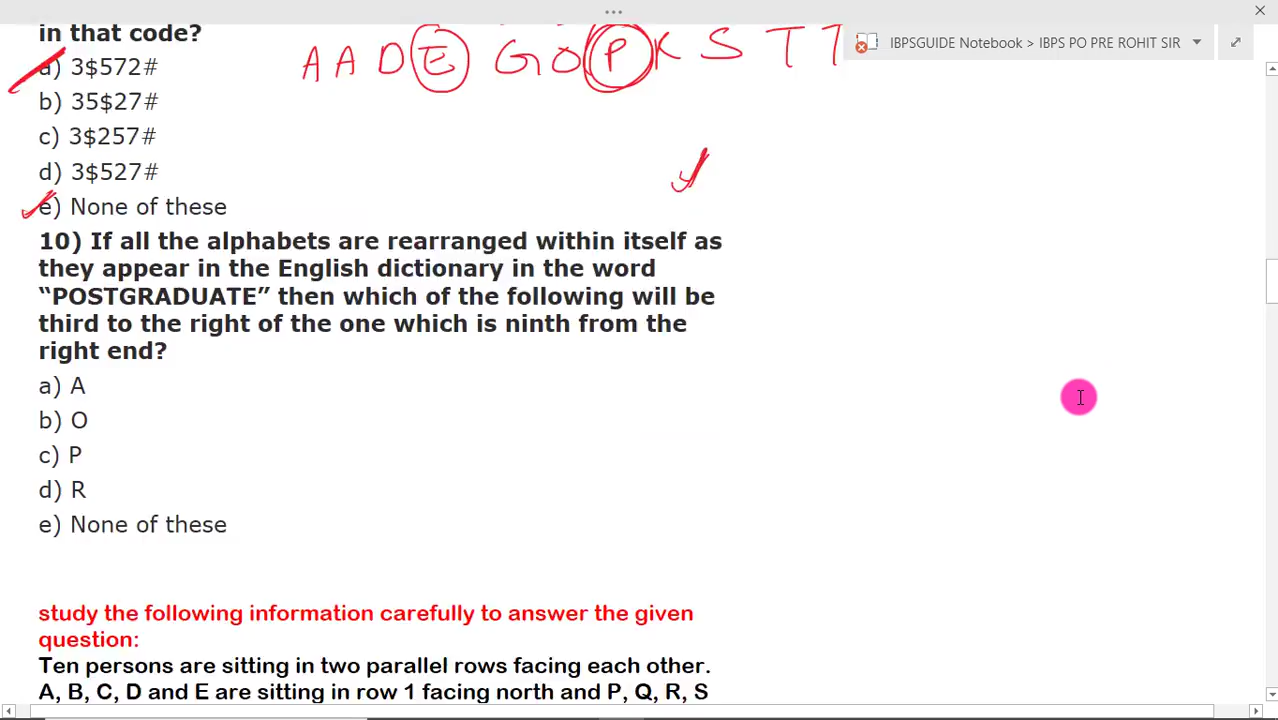 in that code?
a) 3$572#
b) 35$27#
c) 3$257#
d) 3$527#
e) None of these
A A D E G O P R S T T
IBPSGUIDE Notebook > IBPS PO PRE ROHIT SIR
10) If all the alphabets are rearranged within itself as
they appear in the English dictionary in the word
“POSTGRADUATE” then which of the following will be
third to the right of the one which is ninth from the
right end?
a) A
b) O
c) P
d) R
e) None of these
study the following information carefully to answer the given
question:
Ten persons are sitting in two parallel rows facing each other.
A, B, C, D and E are sitting in row 1 facing north and P, Q, R, S